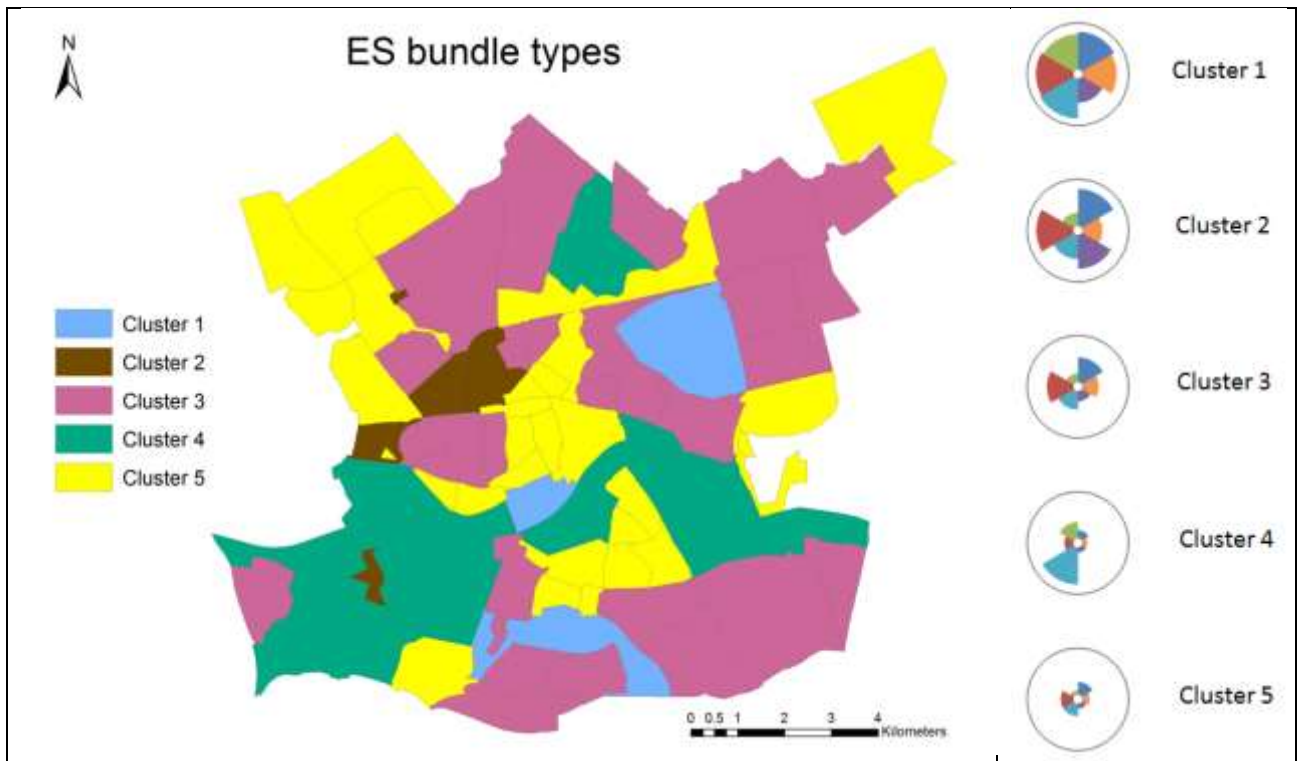 ES bundle types
N
Cluster 1
Cluster 2
Cluster 3
Cluster 4
Cluster 5
0 0.5 1 2 3 4
Kilometers
Cluster 1
Cluster 2
Cluster 3
Cluster 4
Cluster 5